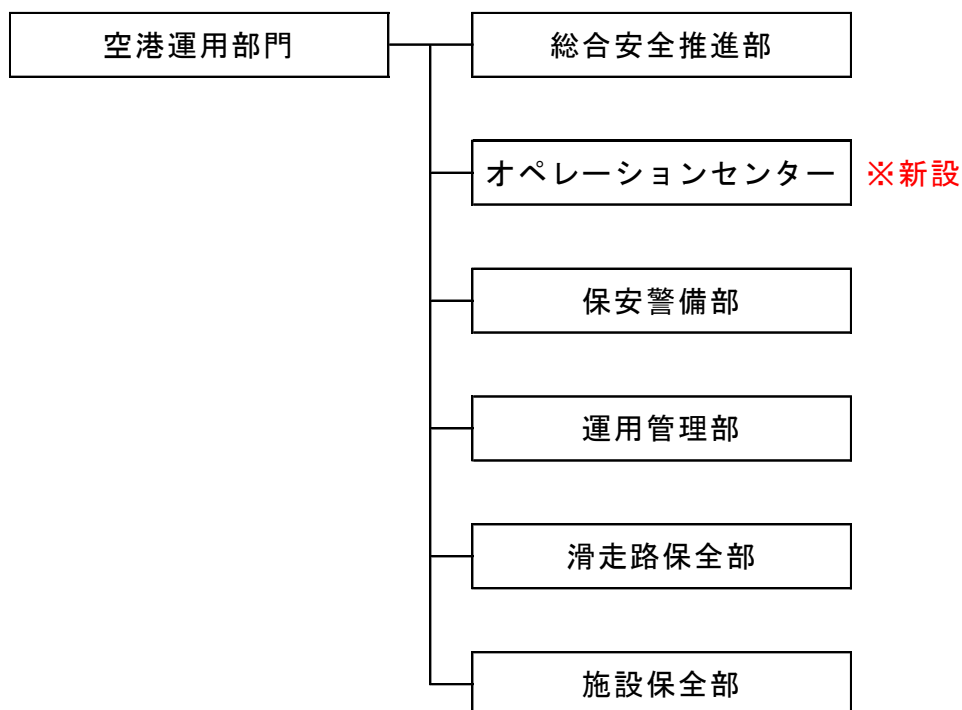 空港運用部門
総合安全推進部
オペレーションセンター ※新設
保安警備部
運用管理部
滑走路保全部
施設保全部